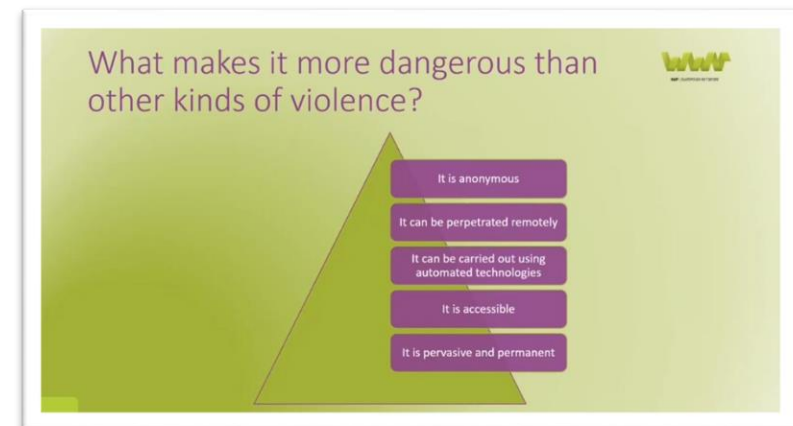 What makes it more dangerous than
other kinds of violence?
It is anonymous
It can be perpetrated remotely
It can be carried out using
automated technologies
It is accessible
It is pervasive and permanent